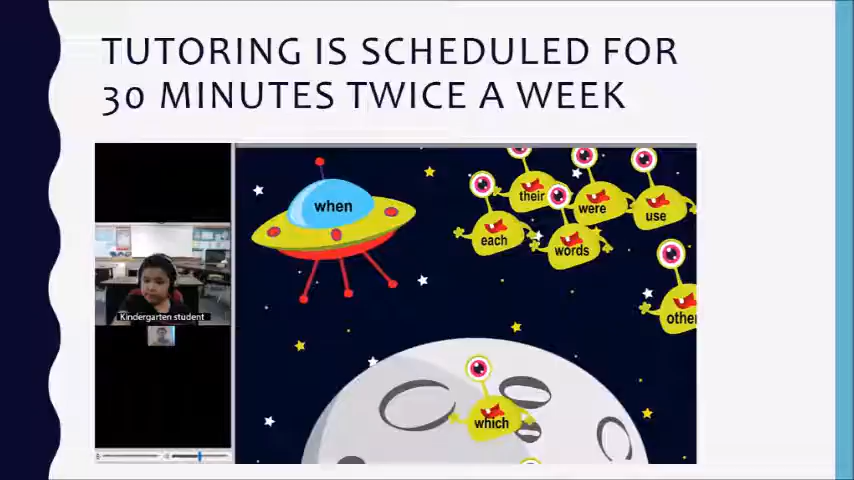 TUTORING IS SCHEDULED FOR
30 MINUTES TWICE A WEEK
when
their
were
use
each
words
other
Kindergarten student
which